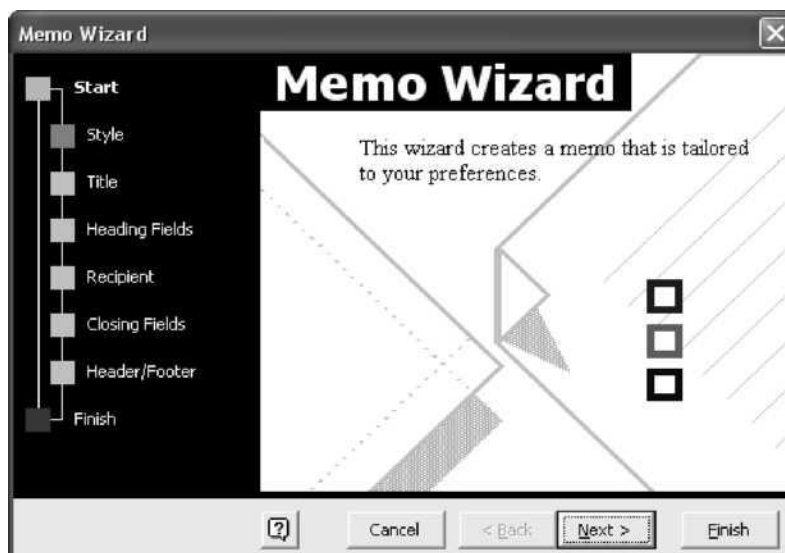 Memo Wizard
Start
Style
Title
Heading Fields
Recipient
Closing Fields
Header/Footer
Finish
Memo Wizard
This wizard creates a memo that is tailored
to your preferences.
Cancel
< Back
Next >
Finish